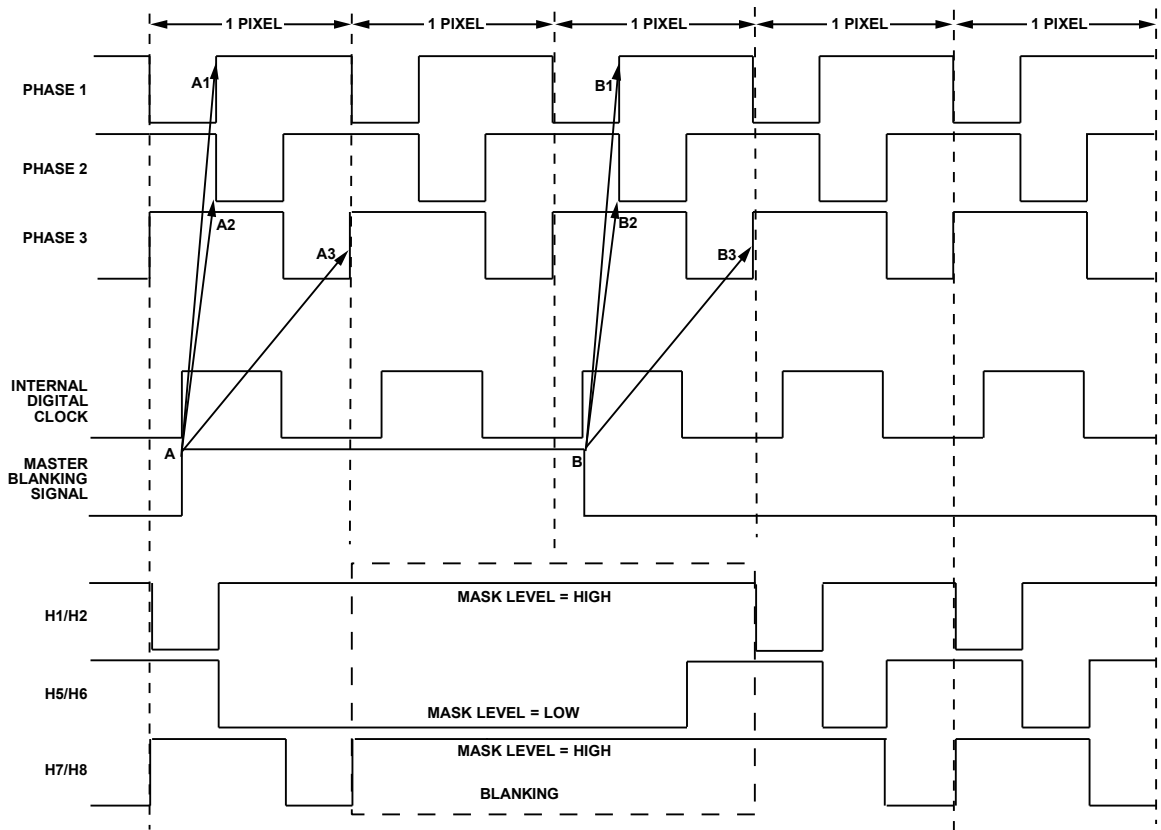 1 PIXEL 1 PIXEL 1 PIXEL 1 PIXEL 1 PIXEL
PHASE 1
A1
B1
PHASE 2
A2
B2
PHASE 3
A3
B3
INTERNAL
DIGITAL
CLOCK
A
B
MASTER
BLANKING
SIGNAL
H1/H2
MASK LEVEL = HIGH
H5/H6
MASK LEVEL = LOW
H7/H8
MASK LEVEL = HIGH
BLANKING